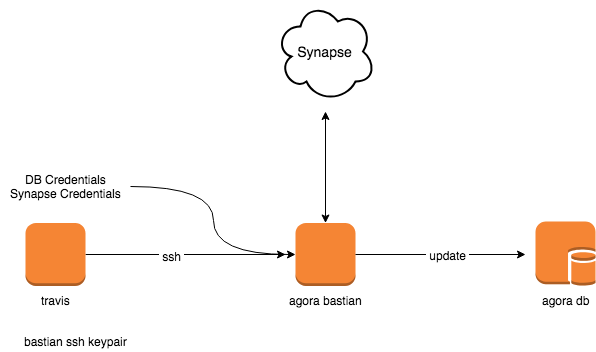 Synapse
DB Credentials
Synapse Credentials
ssh
update
travis
agora bastian
agora db
bastian ssh keypair